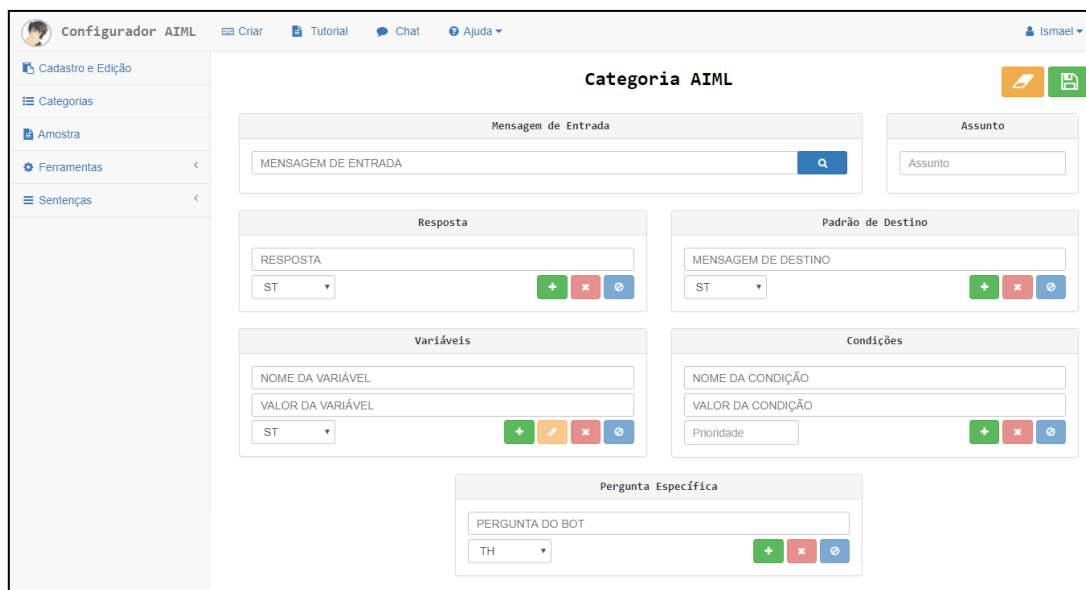 Configurador AIML Criar Tutorial Chat Ajuda Ismael
Cadastro e Edição
Categorias
Amostra
Ferramentas
Sentenças
Categoria AIML
Mensagem de Entrada
MENSAGEM DE ENTRADA
Assunto
Assunto
Resposta
RESPOSTA
ST
Padrão de Destino
MENSAGEM DE DESTINO
ST
Variáveis
NOME DA VARIÁVEL
VALOR DA VARIÁVEL
ST
Condições
NOME DA CONDIÇÃO
VALOR DA CONDIÇÃO
Prioridade
Pergunta Específica
PERGUNTA DO BOT
TH